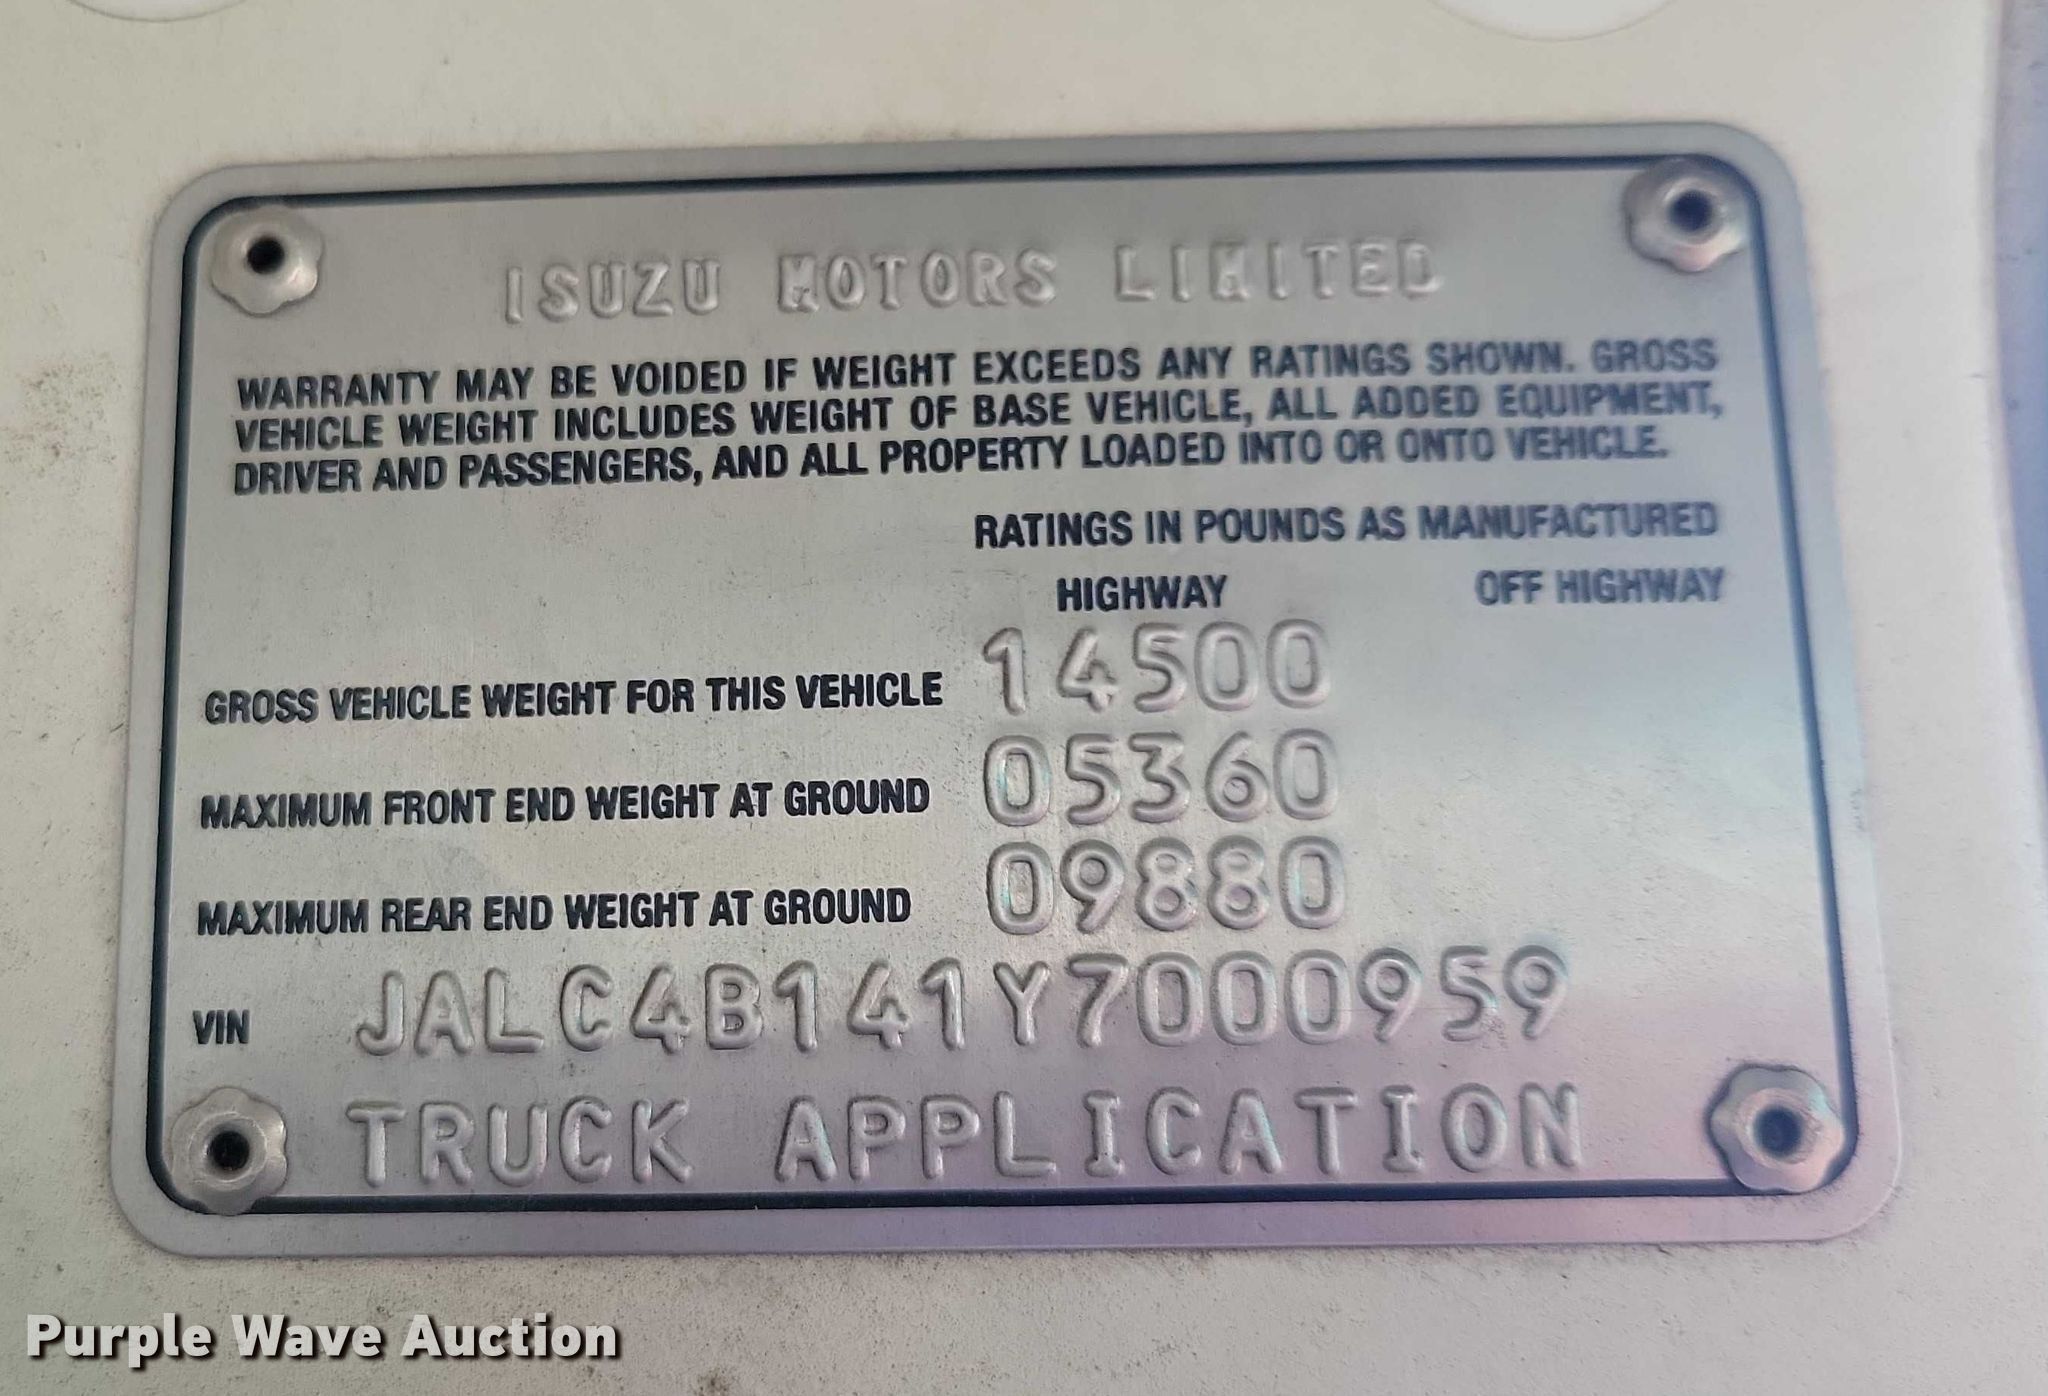 ISUZU MOTORS LIMITED
WARRANTY MAY BE VOIDED IF WEIGHT EXCEEDS ANY RATINGS SHOWN. GROSS
VEHICLE WEIGHT INCLUDES WEIGHT OF BASE VEHICLE, ALL ADDED EQUIPMENT,
DRIVER AND PASSENGERS, AND ALL PROPERTY LOADED INTO OR ONTO VEHICLE.
RATINGS IN POUNDS AS MANUFACTURED
HIGHWAY OFF HIGHWAY
GROSS VEHICLE WEIGHT FOR THIS VEHICLE 14500
MAXIMUM FRONT END WEIGHT AT GROUND 05360
MAXIMUM REAR END WEIGHT AT GROUND 09880
VIN JALC4B141Y7000959
TRUCK APPLICATION
Purple Wave Auction